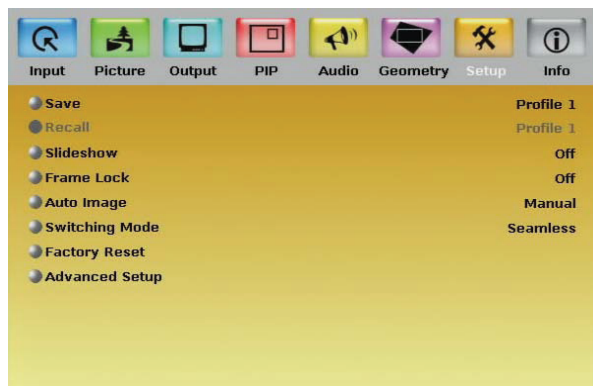 Input Picture Output PIP Audio Geometry Setup Info
Save Profile 1
Recall Profile 1
Slideshow Off
Frame Lock Off
Auto Image Manual
Switching Mode Seamless
Factory Reset
Advanced Setup